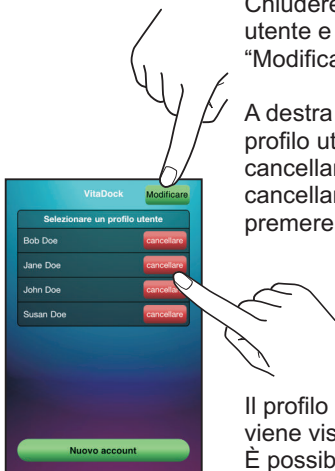 Chiudere
utente e
“Modifica
A destra
profilo ut
cancellar
cancellar
premere
VitaDock
Modificare
Selezionare un profilo utente
Bob Doe
cancellare
Jane Doe
cancellare
John Doe
cancellar
Susan Doe
cancellare
Nuovo account
Il profilo
viene vis
È possib